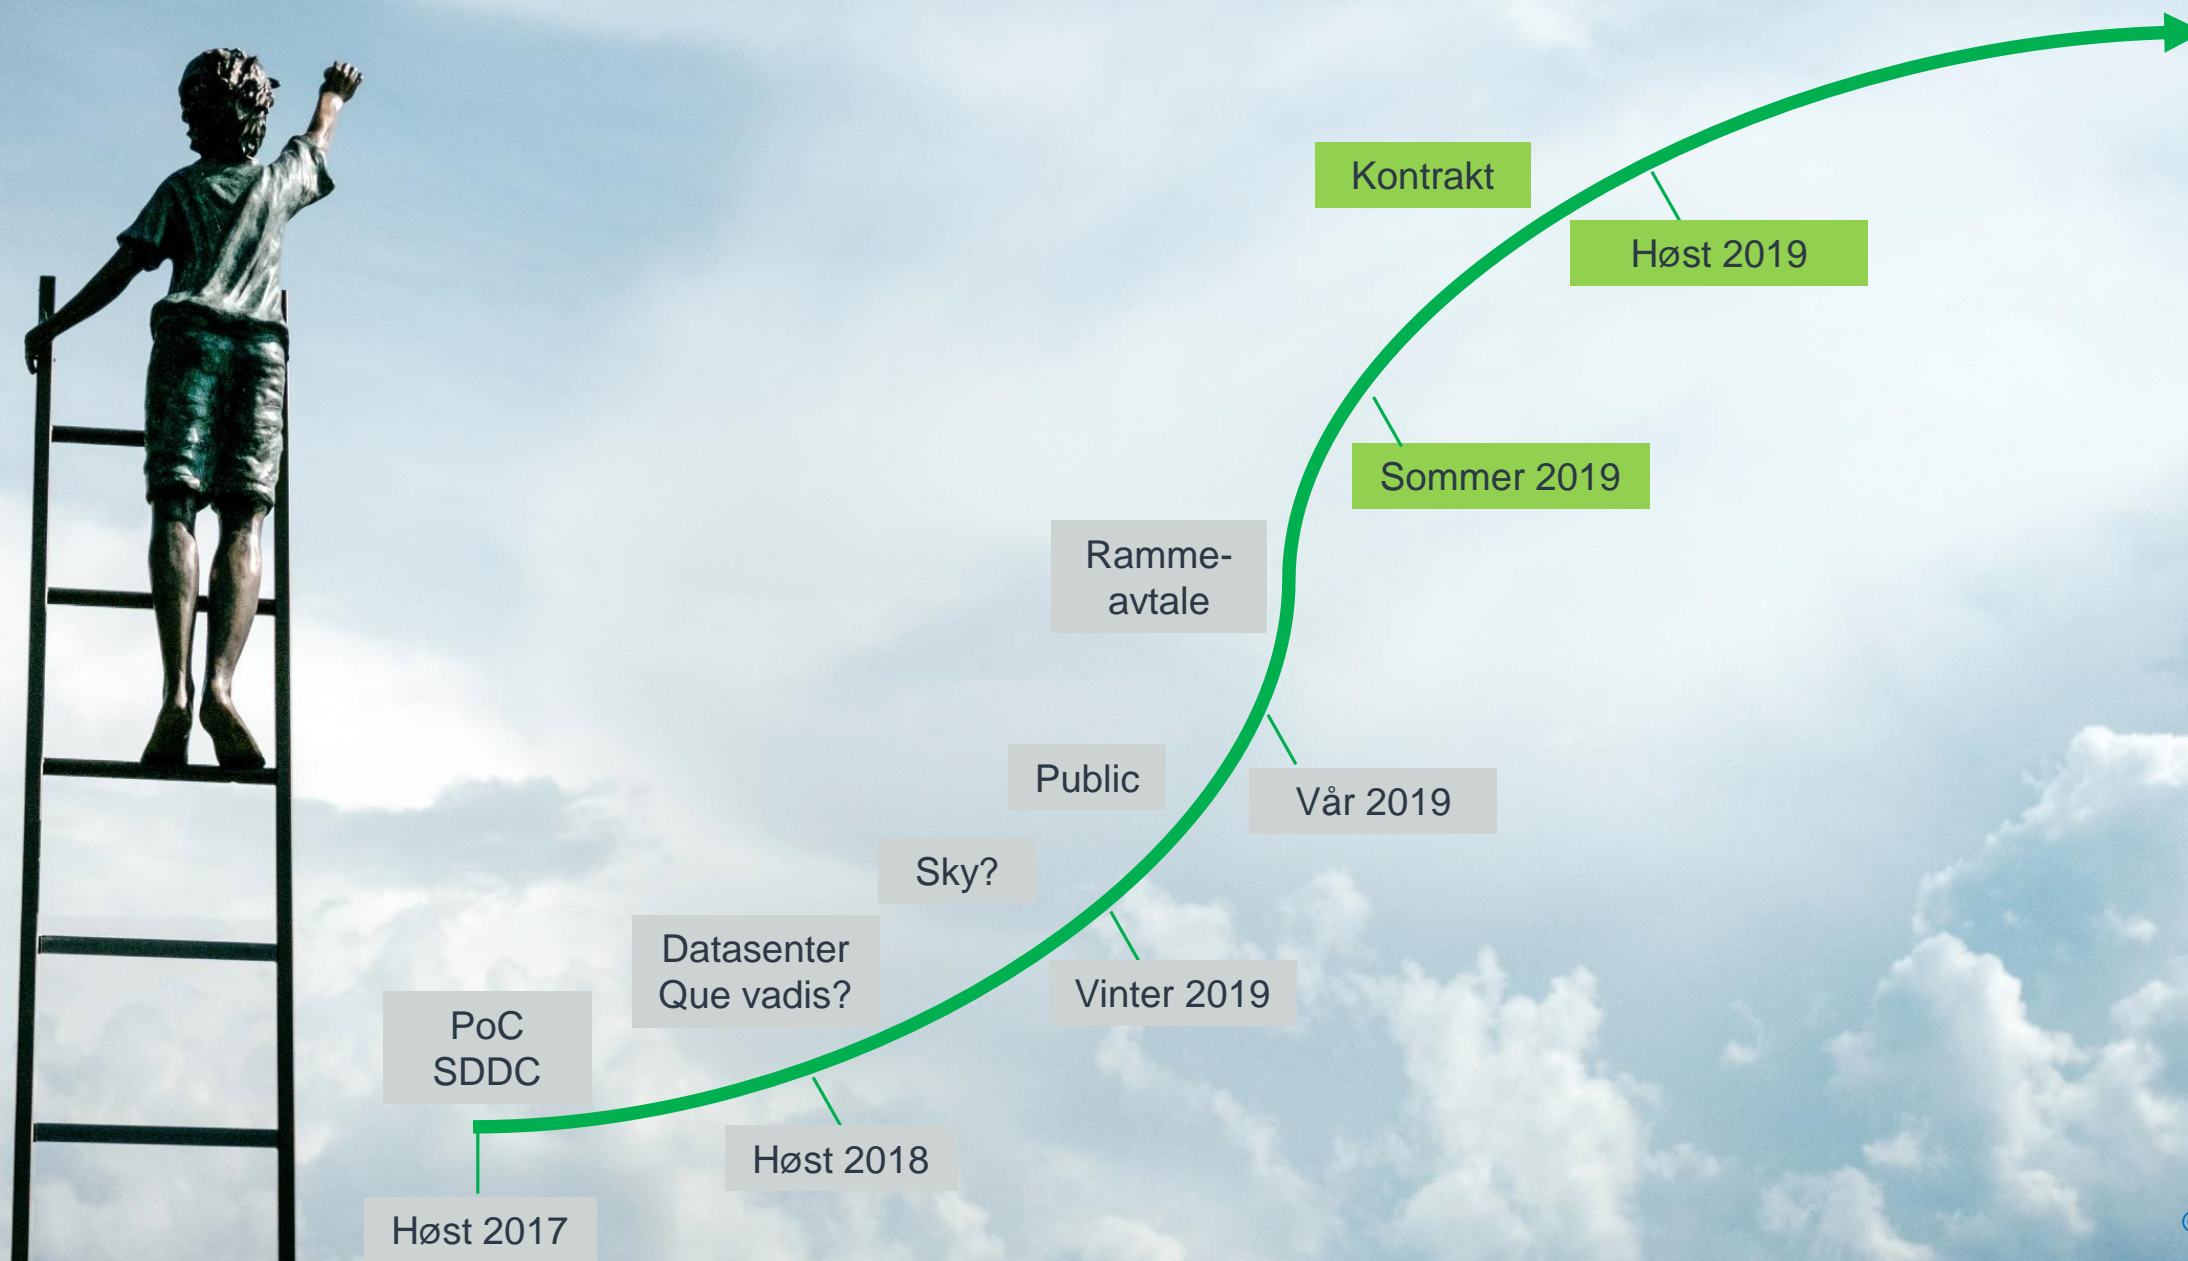 Kontrakt
Høst 2019
Sommer 2019
Ramme-
avtale
Public
Vår 2019
Sky?
Datasenter
Que vadis?
Vinter 2019
PoC
SDDC
Høst 2018
Høst 2017